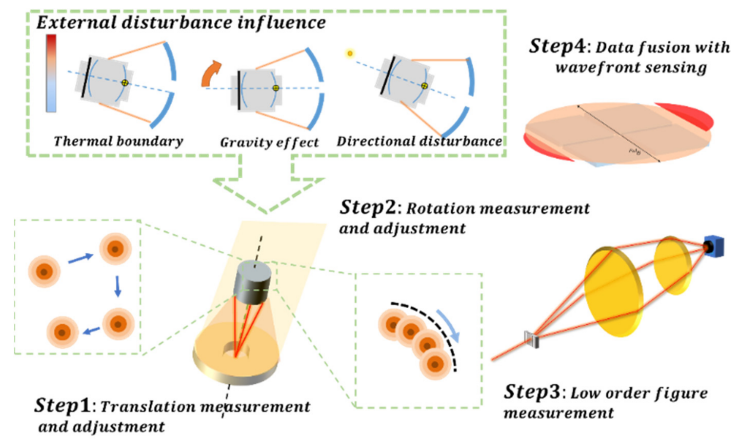 External disturbance influence
Thermal boundary
Gravity effect
Directional disturbance
Step4: Data fusion with
wavefront sensing
Step2: Rotation measurement
and adjustment
Step1: Translation measurement
and adjustment
Step3: Low order figure
measurement